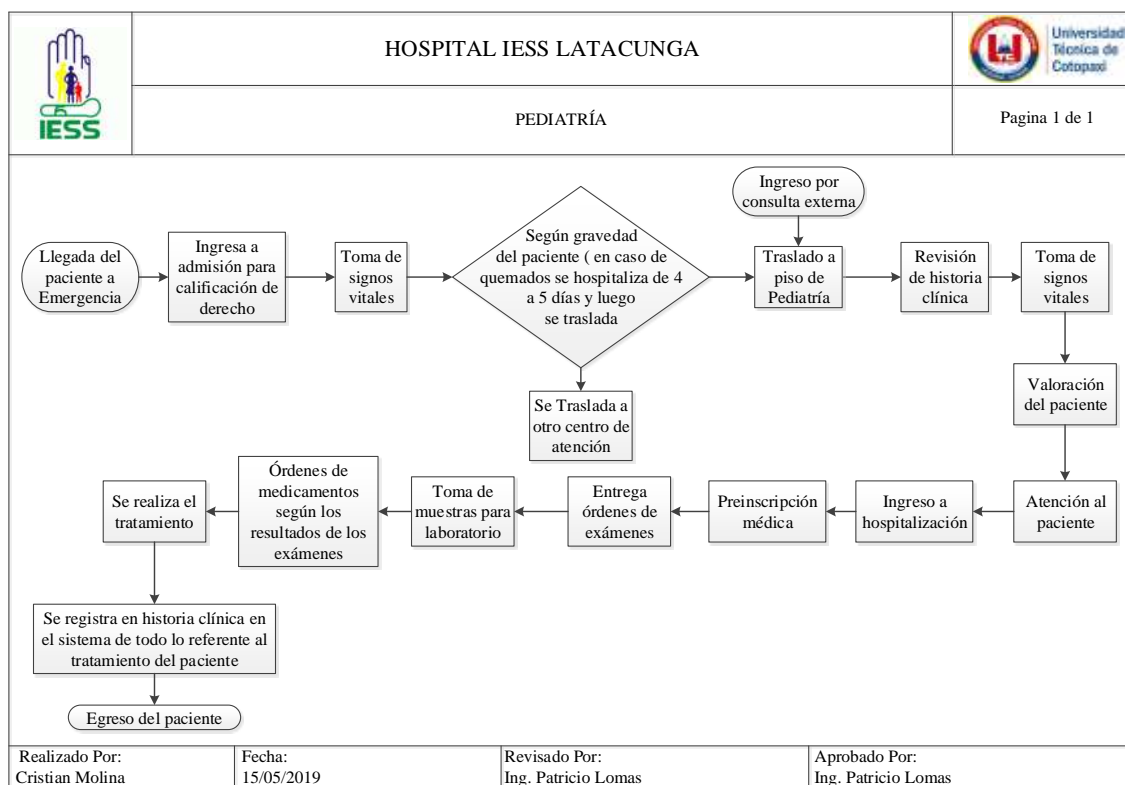 IESS
HOSPITAL IESS LATACUNGA
Universidad
Técnica de
Cotopaxi
PEDIATRÍA
Pagina 1 de 1
Llegada del
paciente a
Emergencia
Ingresa a
admisión para
calificación de
derecho
Toma de
signos
vitales
Según gravedad
del paciente ( en caso de
quemados se hospitaliza de 4
a 5 días y luego
se traslada
Ingreso por
consulta externa
Traslado a
piso de
Pediatría
Revisión
de historia
clínica
Toma de
signos
vitales
Se Traslada a
otro centro de
atención
Valoración
del paciente
Atención al
paciente
Ingreso a
hospitalización
Preinscripción
médica
Entrega
órdenes de
exámenes
Toma de
muestras para
laboratorio
Órdenes de
medicamentos
según los
resultados de los
exámenes
Se realiza el
tratamiento
Se registra en historia clínica en
el sistema de todo lo referente al
tratamiento del paciente
Egreso del paciente
Realizado Por:
Cristian Molina
Fecha:
15/05/2019
Revisado Por:
Ing. Patricio Lomas
Aprobado Por:
Ing. Patricio Lomas